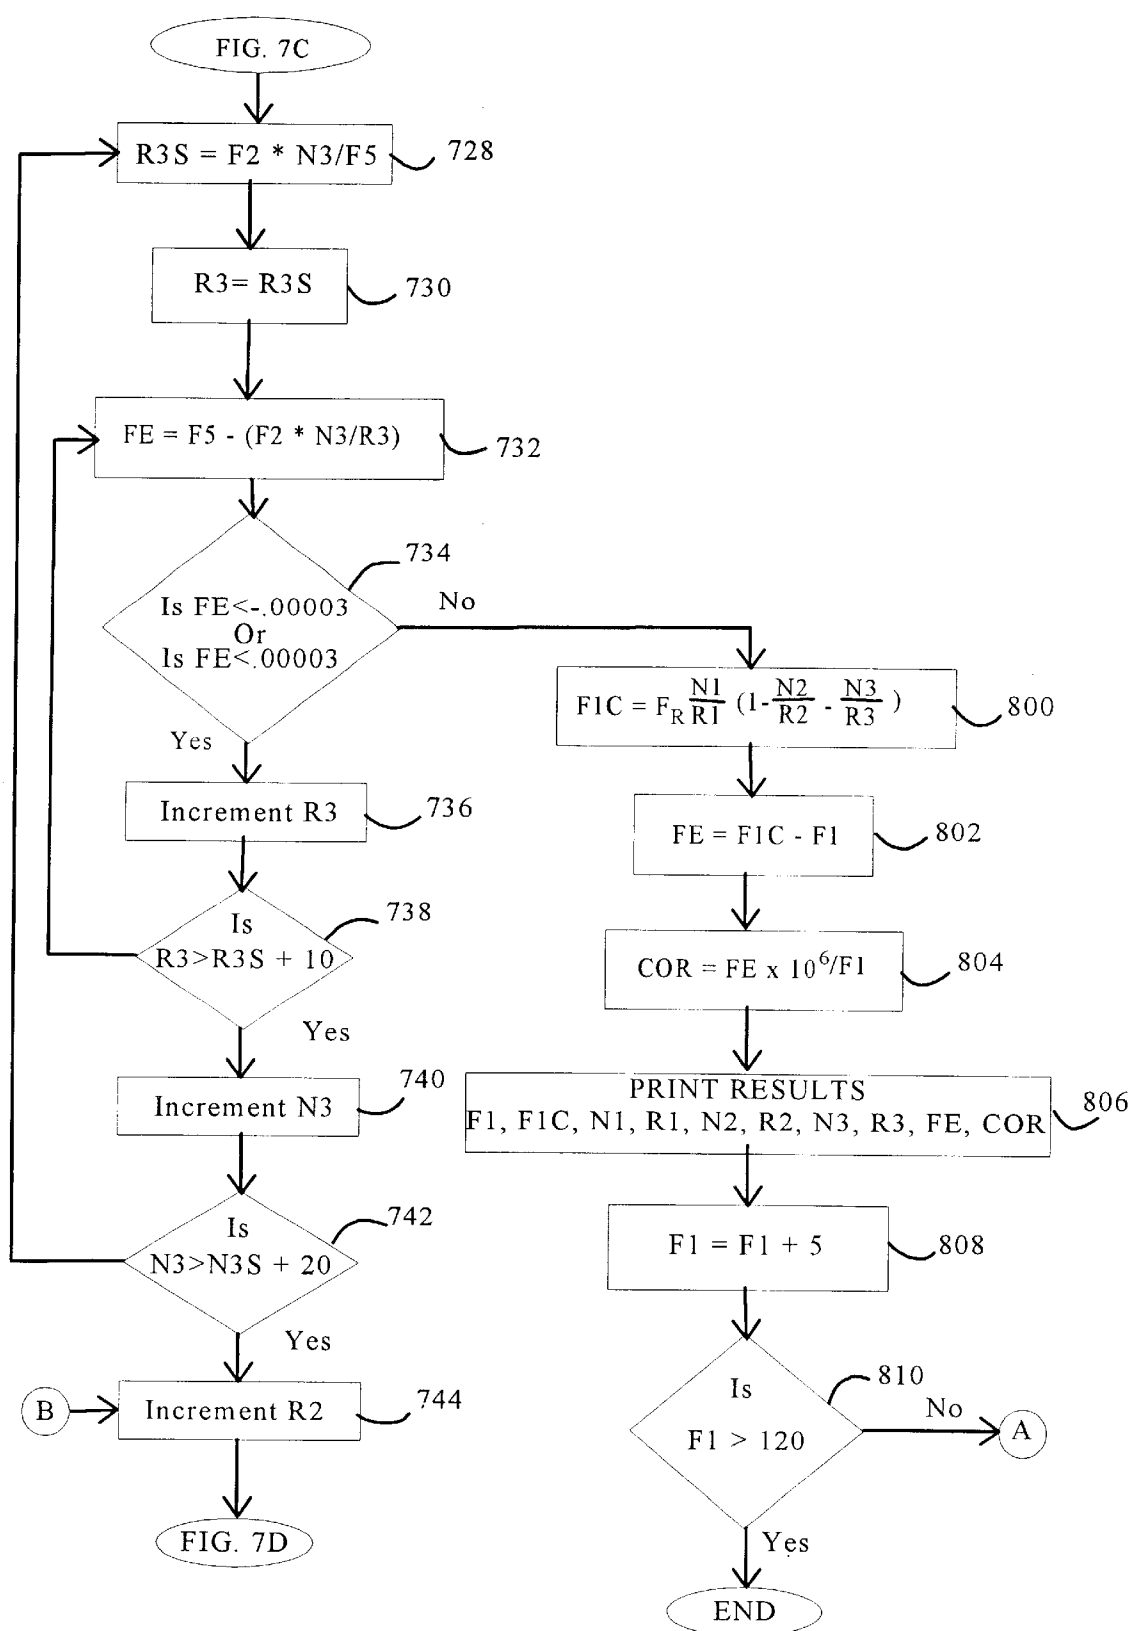 FIG. 7C
R3S = F2 * N3/F5
728
R3= R3S
730
FE = F5 - (F2 * N3/R3)
732
734
Is FE<-.00003
Or
Is FE<.00003
No
Yes
F1C = F_R N1/R1 (1-N2/R2 - N3/R3)
800
Increment R3
736
FE = F1C - F1
802
Is
R3>R3S + 10
738
Yes
COR = FE x 10^6/F1
804
Increment N3
740
PRINT RESULTS
F1, F1C, N1, R1, N2, R2, N3, R3, FE, COR
806
Is
N3>N3S + 20
742
Yes
F1 = F1 + 5
808
B
Increment R2
744
Is
F1 > 120
810
No
A
Yes
FIG. 7D
END